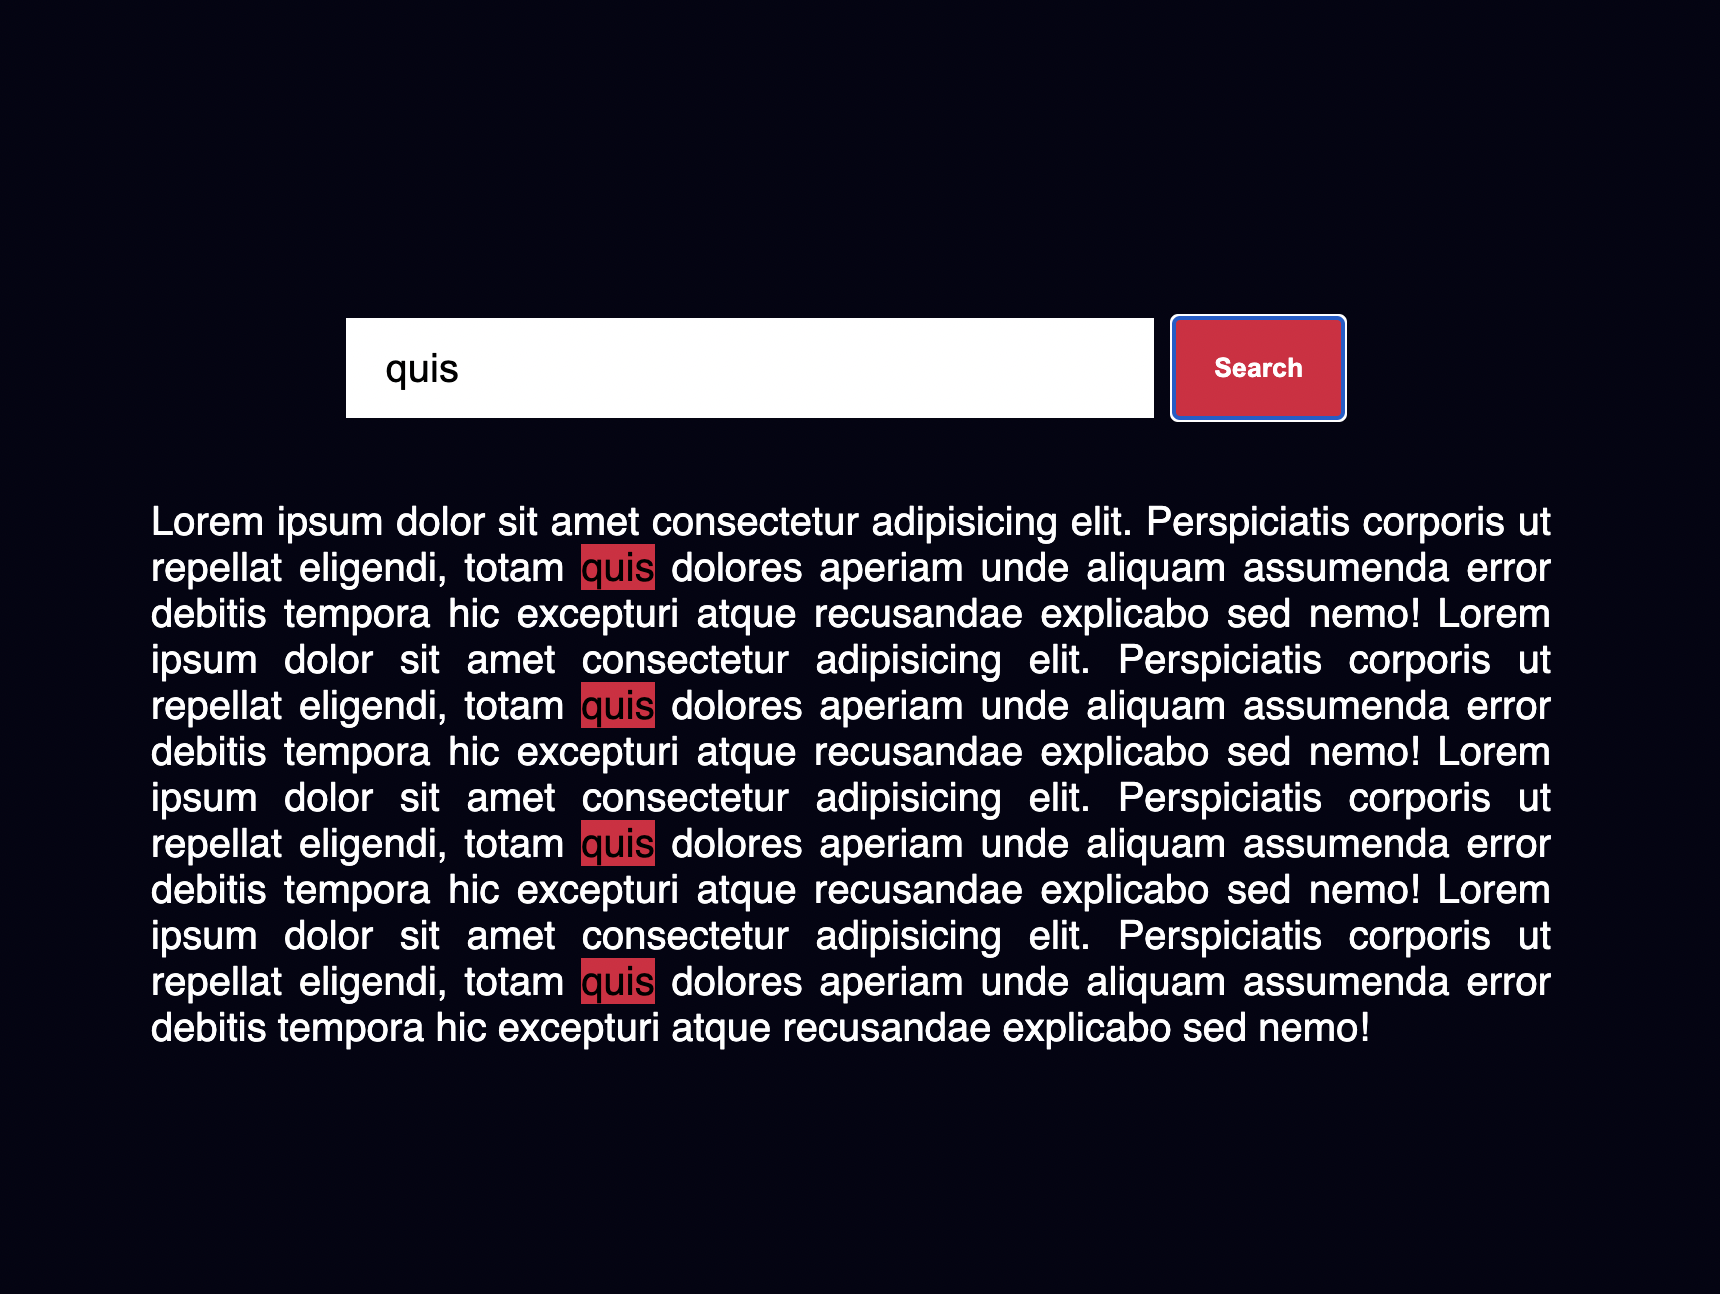 quis
Search
Lorem ipsum dolor sit amet consectetur adipisicing elit. Perspiciatis corporis ut
repellat eligendi, totam quis dolores aperiam unde aliquam assumenda error
debitis tempora hic excepturi atque recusandae explicabo sed nemo! Lorem
ipsum dolor sit amet consectetur adipisicing elit. Perspiciatis corporis ut
repellat eligendi, totam quis dolores aperiam unde aliquam assumenda error
debitis tempora hic excepturi atque recusandae explicabo sed nemo! Lorem
ipsum dolor sit amet consectetur adipisicing elit. Perspiciatis corporis ut
repellat eligendi, totam quis dolores aperiam unde aliquam assumenda error
debitis tempora hic excepturi atque recusandae explicabo sed nemo! Lorem
ipsum dolor sit amet consectetur adipisicing elit. Perspiciatis corporis ut
repellat eligendi, totam quis dolores aperiam unde aliquam assumenda error
debitis tempora hic excepturi atque recusandae explicabo sed nemo!